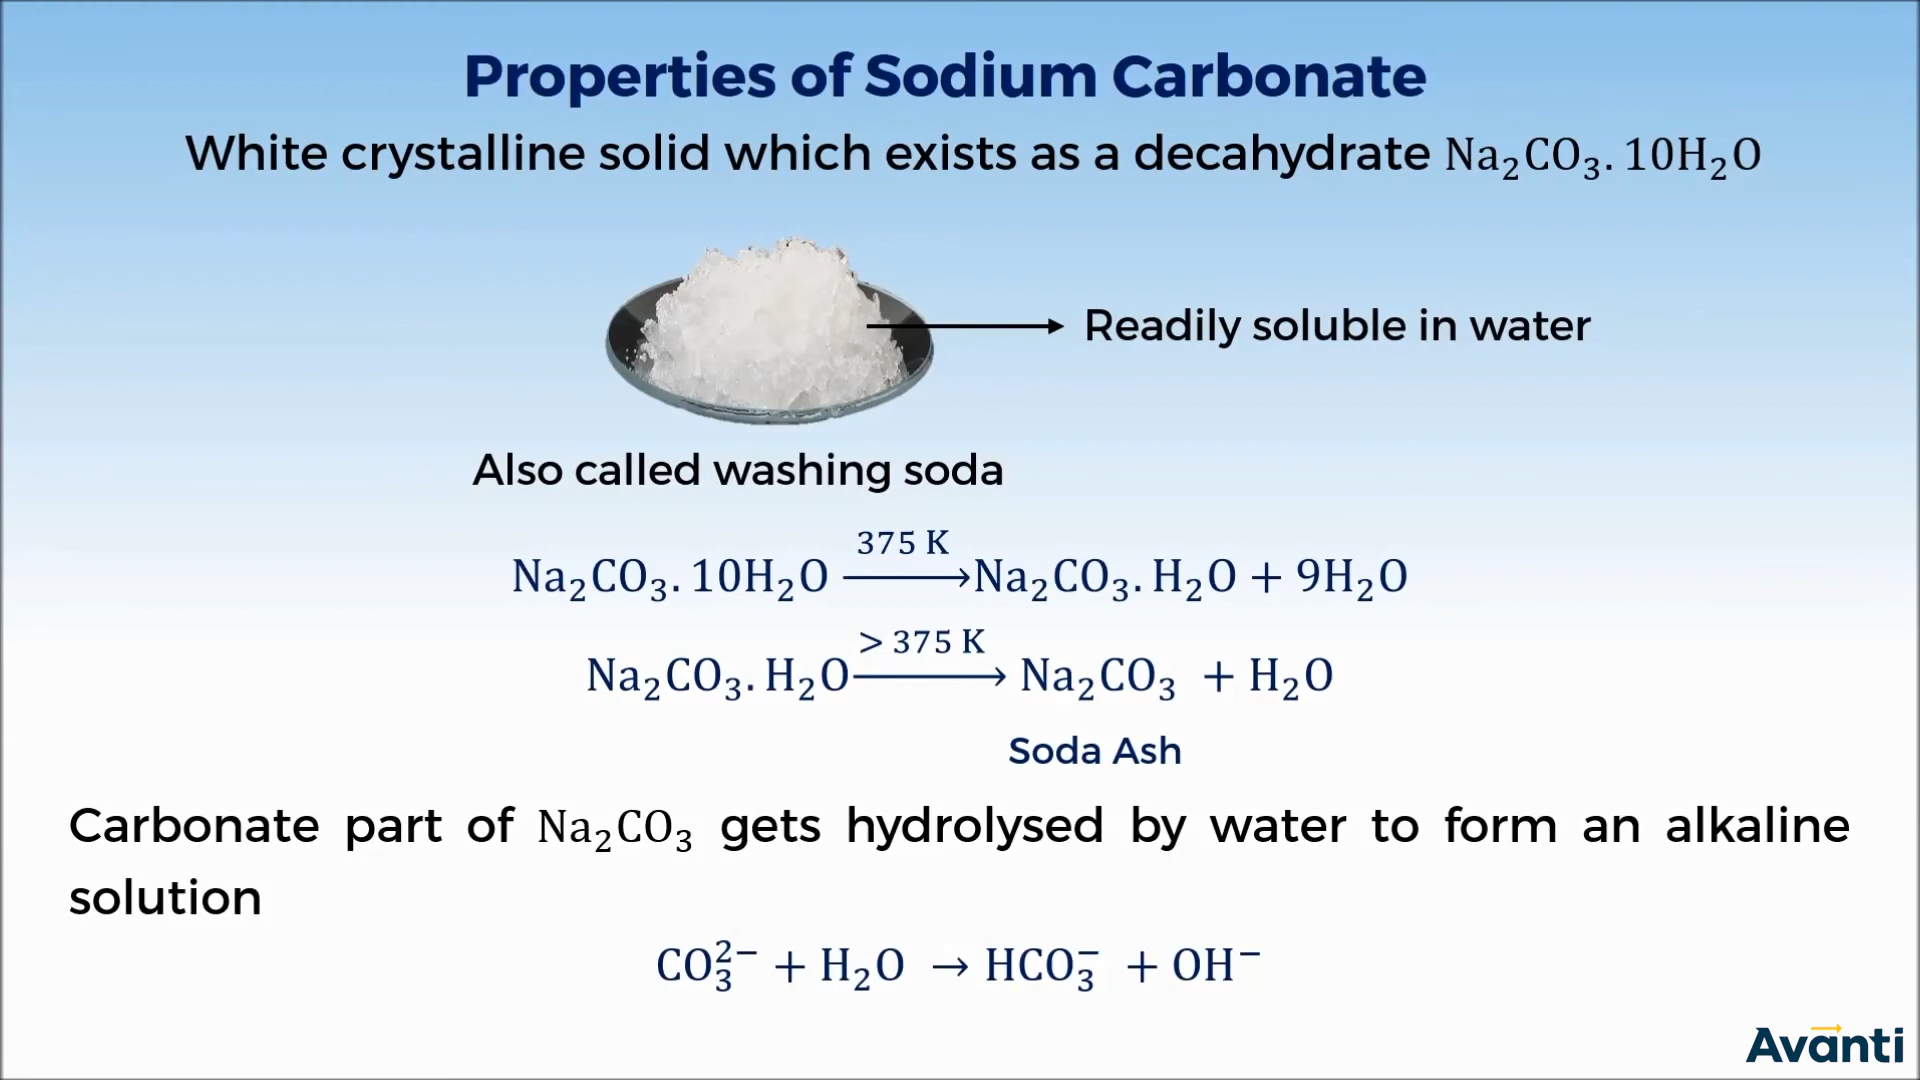 Properties of Sodium Carbonate
White crystalline solid which exists as a decahydrate Na₂CO₃. 10H₂O
Readily soluble in water
Also called washing soda
375 K
Na₂CO₃. 10H₂O ⟶ Na₂CO₃. H₂O + 9H₂O
> 375 K
Na₂CO₃. H₂O ⟶ Na₂CO₃ + H₂O
Soda Ash
Carbonate part of Na₂CO₃ gets hydrolysed by water to form an alkaline
solution
CO₃²⁻ + H₂O → HCO₃⁻ + OH⁻
Avanti